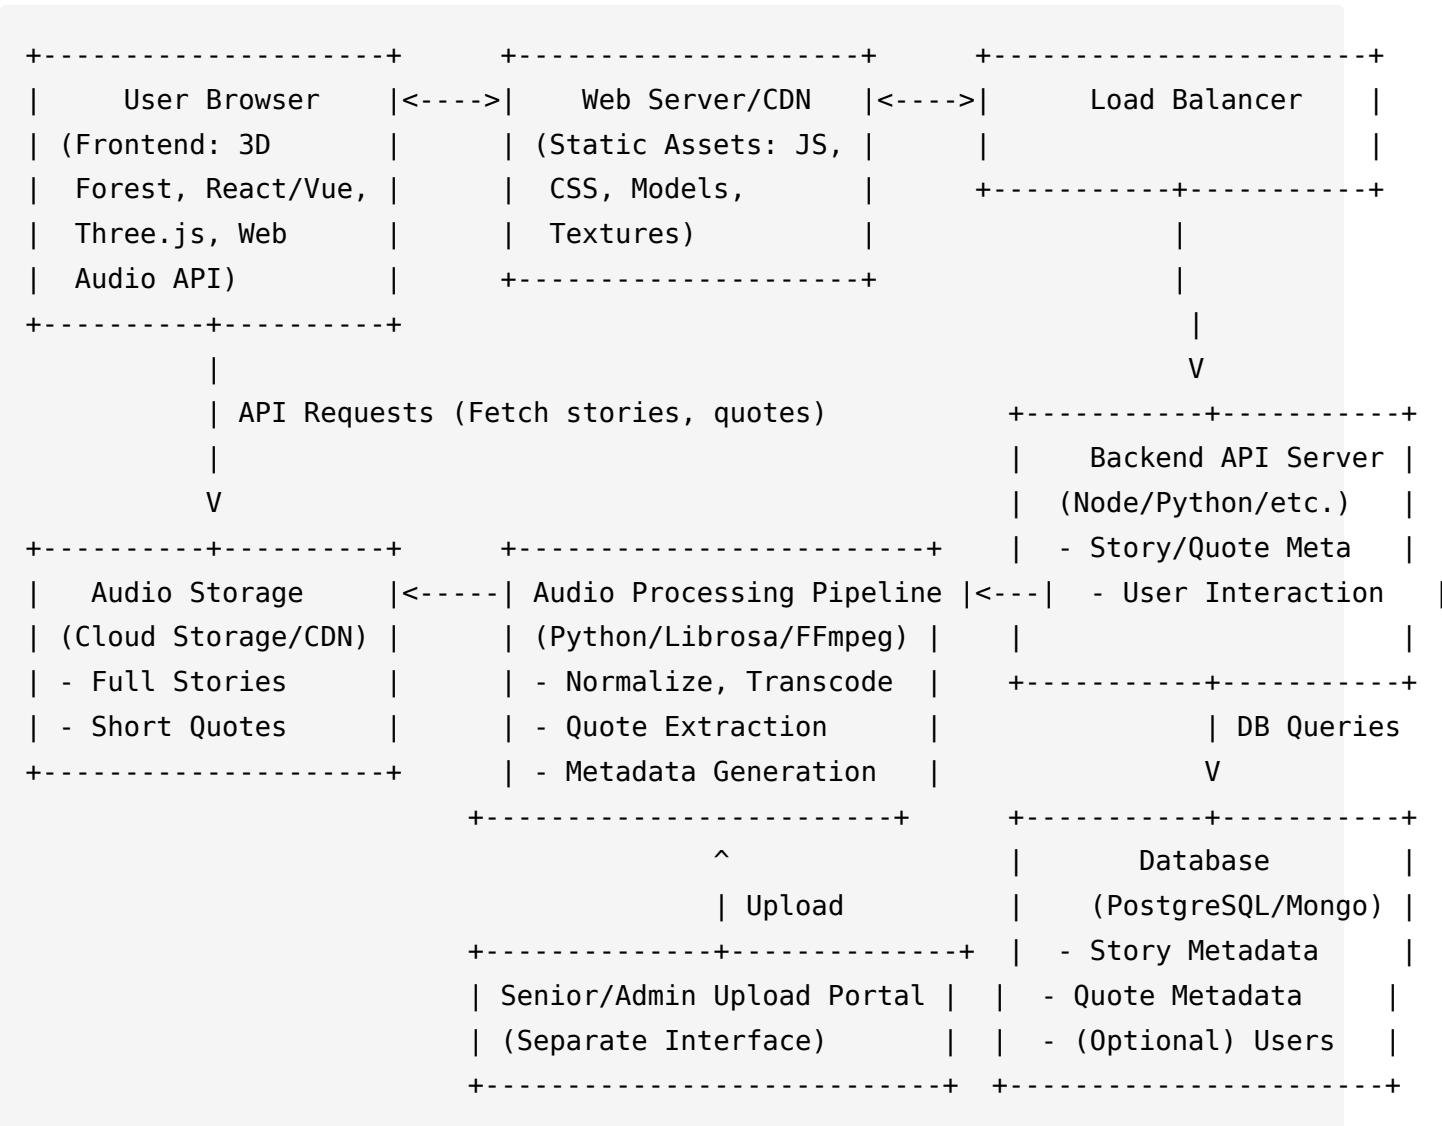 +---------------------+      +---------------------+      +-----------------------+
|     User Browser    |<---->|    Web Server/CDN   |<---->|      Load Balancer    |
| (Frontend: 3D       |      | (Static Assets: JS, |      |                       |
|  Forest, React/Vue, |      |  CSS, Models,       |      +-----------+-----------+
|  Three.js, Web      |      |  Textures)          |                  |
|  Audio API)         |      +---------------------+                  |
+----------+----------+                                                |
           |                                                           V
           | API Requests (Fetch stories, quotes)           +-----------+-----------+
           |                                                |    Backend API Server |
           V                                                |  (Node/Python/etc.)   |
+----------+----------+      +-------------------------+    |  - Story/Quote Meta   |
|   Audio Storage     |<-----| Audio Processing Pipeline |<---|  - User Interaction   |
| (Cloud Storage/CDN) |      | (Python/Librosa/FFmpeg) |    |                       |
| - Full Stories      |      | - Normalize, Transcode  |    +-----------+-----------+
| - Short Quotes      |      | - Quote Extraction      |                | DB Queries
+---------------------+      | - Metadata Generation   |                V
                           +-------------------------+      +-----------+-----------+
                                          ^                 |       Database        |
                                          | Upload          |    (PostgreSQL/Mongo) |
                           +--------------+--------------+  |  - Story Metadata     |
                           | Senior/Admin Upload Portal |  |  - Quote Metadata     |
                           | (Separate Interface)       |  |  - (Optional) Users   |
                           +----------------------------+  +-----------------------+